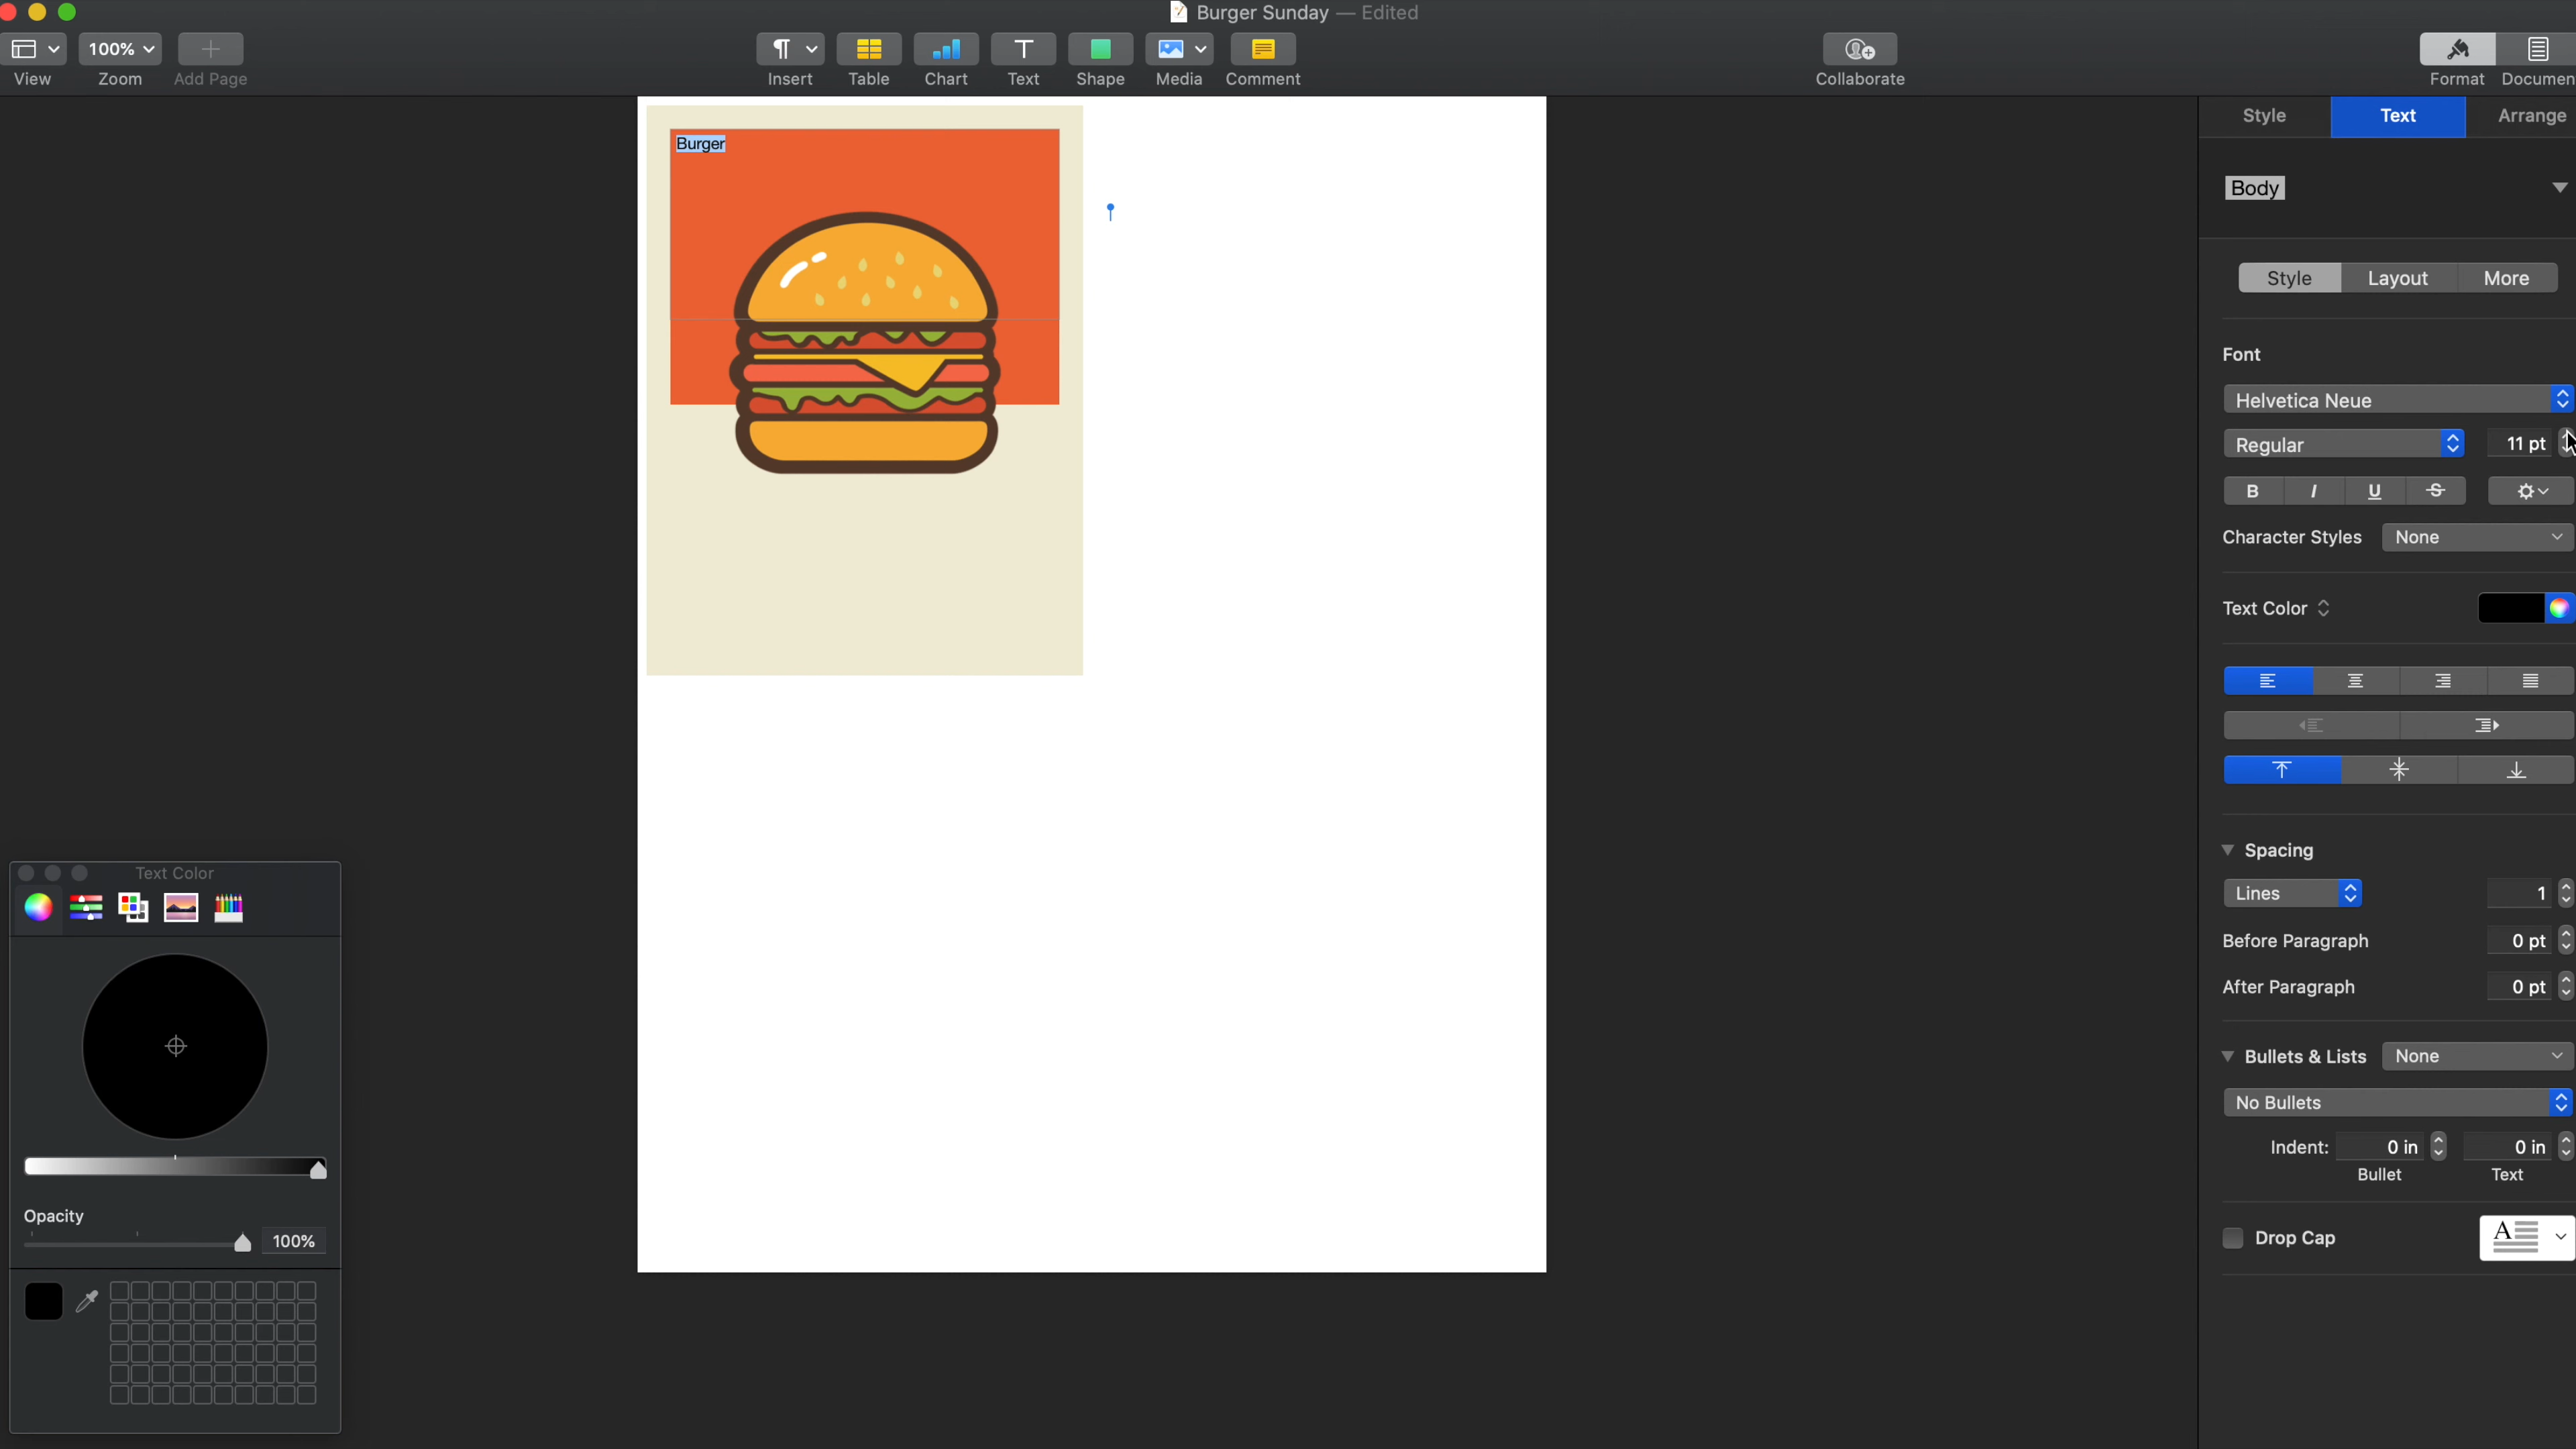 Burger Sunday — Edited
100%
View Zoom Add Page Insert Table Chart Text Shape Media Comment Collaborate Format Documen
Style Text Arrange
Burger
Body
Style Layout More
Font
Helvetica Neue
Regular 11 pt
B I U S
Character Styles None
Text Color
Spacing
Lines 1
Before Paragraph 0 pt
After Paragraph 0 pt
Bullets & Lists None
No Bullets
Indent: 0 in 0 in
Bullet Text
Drop Cap A
Text Color
Opacity
100%